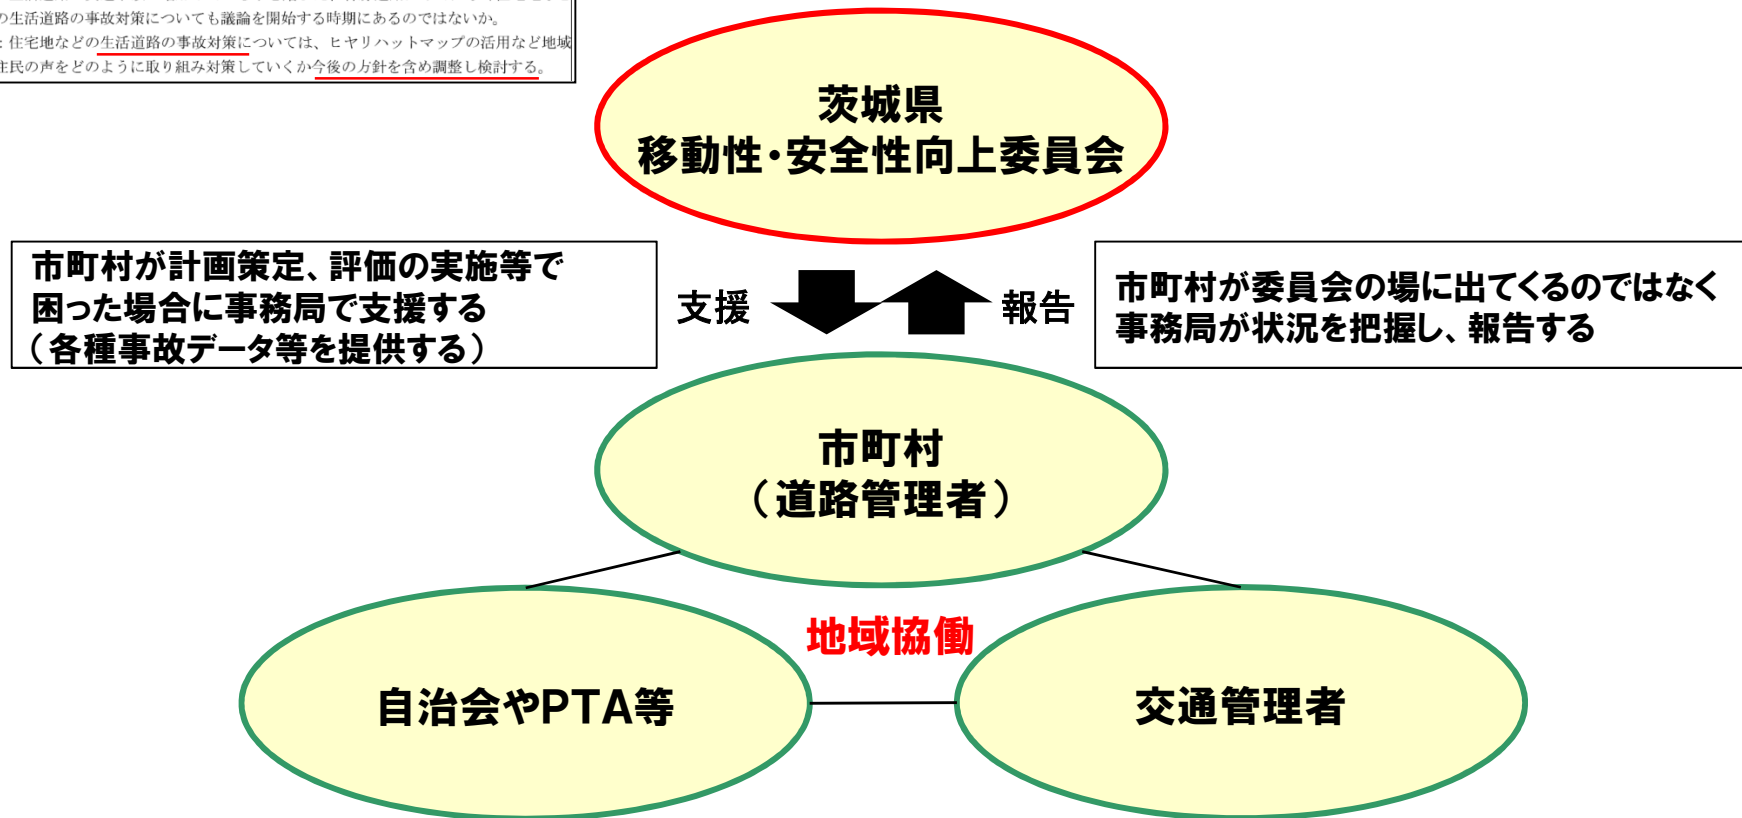 の生活道路の事故対策についても議論を開始する時期にあるのではないか。
：住宅地などの生活道路の事故対策については、ヒヤリハットマップの活用など地域
住民の声をどのように取り組み対策していくか今後の方針を含め調整し検討する。
茨城県
移動性・安全性向上委員会
市町村が計画策定、評価の実施等で
困った場合に事務局で支援する
（各種事故データ等を提供する）
支援
報告
市町村が委員会の場に出てくるのではなく
事務局が状況を把握し、報告する
市町村
（道路管理者）
地域協働
自治会やPTA等
交通管理者